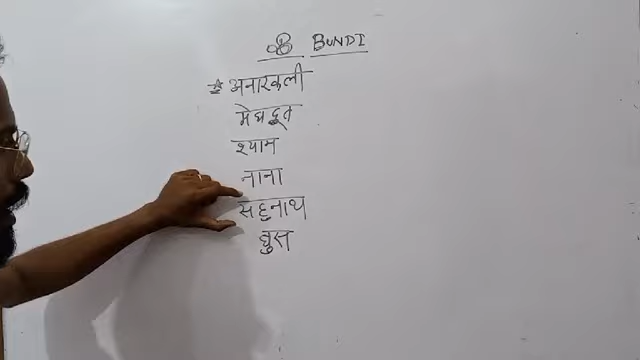 BUNDI
अनारकली
मेघदूत
श्याम
नाना
सहनाथ
घुस